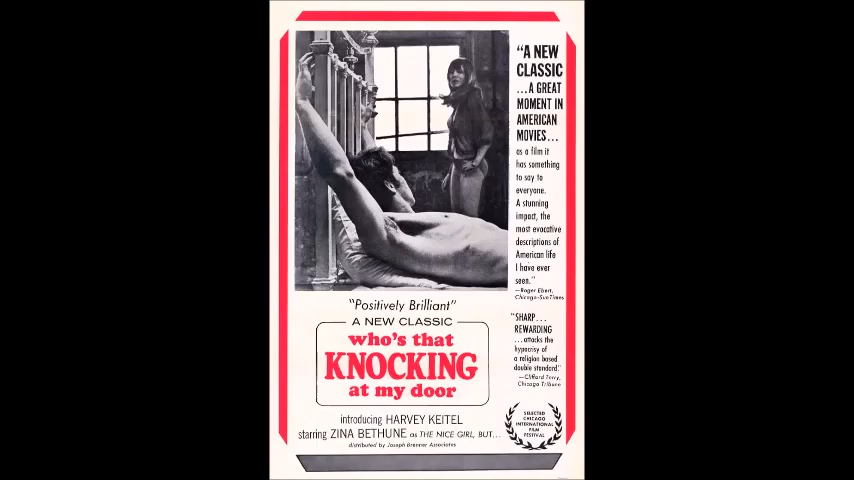 "A NEW
CLASSIC
...A GREAT
MOMENT IN
AMERICAN
MOVIES...
as a film it
has something
to say to
everyone.
A stunning
impact, the
most evocative
descriptions of
American life
I have ever
seen."
—Roger Ebert,
Chicago-SunTimes
"SHARP...
REWARDING
...attacks the
hypocrisy of
a religion based
double standard."
—Clifford Terry,
Chicago Tribune
"Positively Brilliant"
A NEW CLASSIC
who's that
KNOCKING
at my door
introducing HARVEY KEITEL
starring ZINA BETHUNE as THE NICE GIRL, BUT...
distributed by Joseph Brenner Associates
SELECTED
CHICAGO
INTERNATIONAL
FILM
FESTIVAL